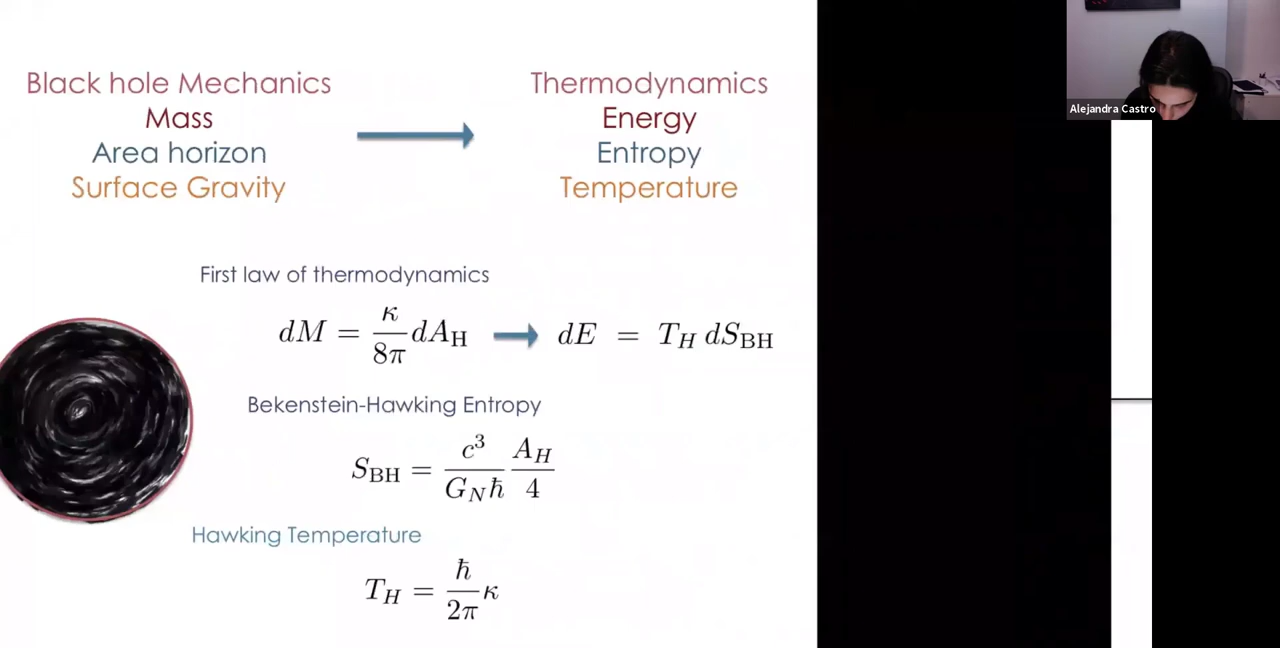 Black hole Mechanics
Mass
Area horizon
Surface Gravity
Thermodynamics
Energy
Entropy
Temperature
First law of thermodynamics
dM = κ/8π dA_H → dE = T_H dS_BH
Bekenstein-Hawking Entropy
S_BH = c³/(G_N ħ) A_H/4
Hawking Temperature
T_H = ħ/2π κ
Alejandra Castro